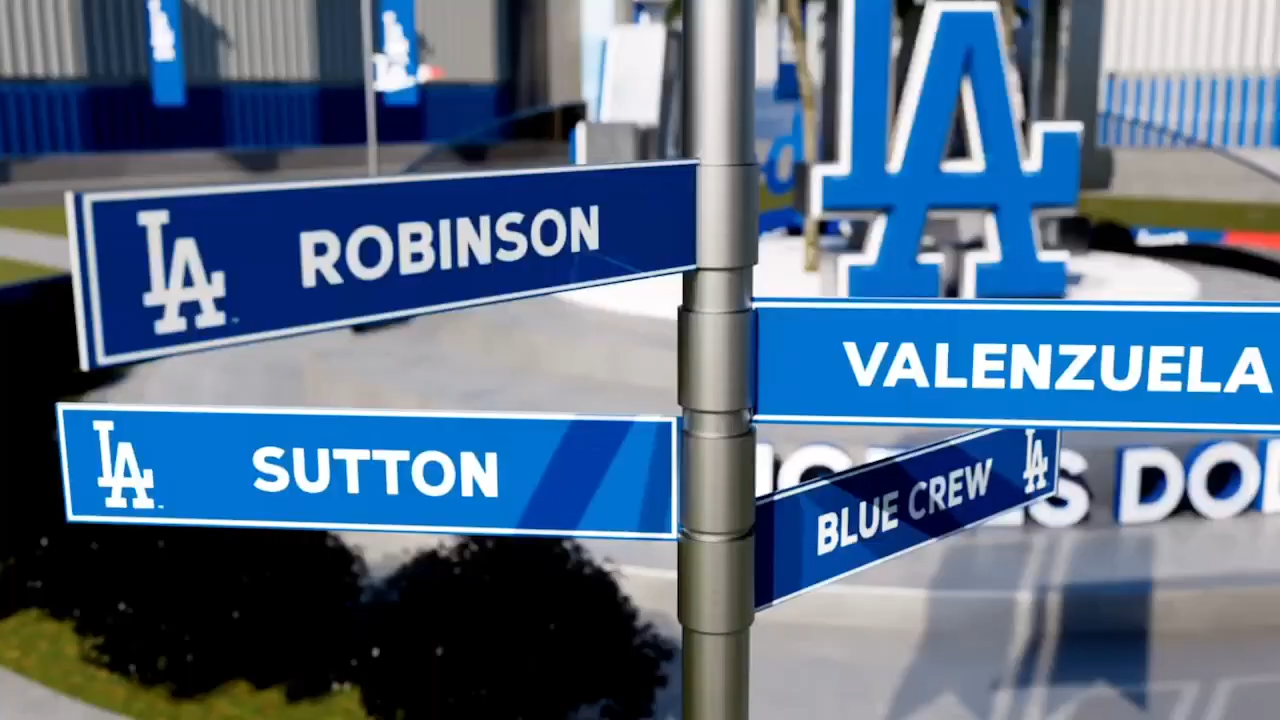 LA ROBINSON
VALENZUELA
LA SUTTON
BLUE CREW LA
LA